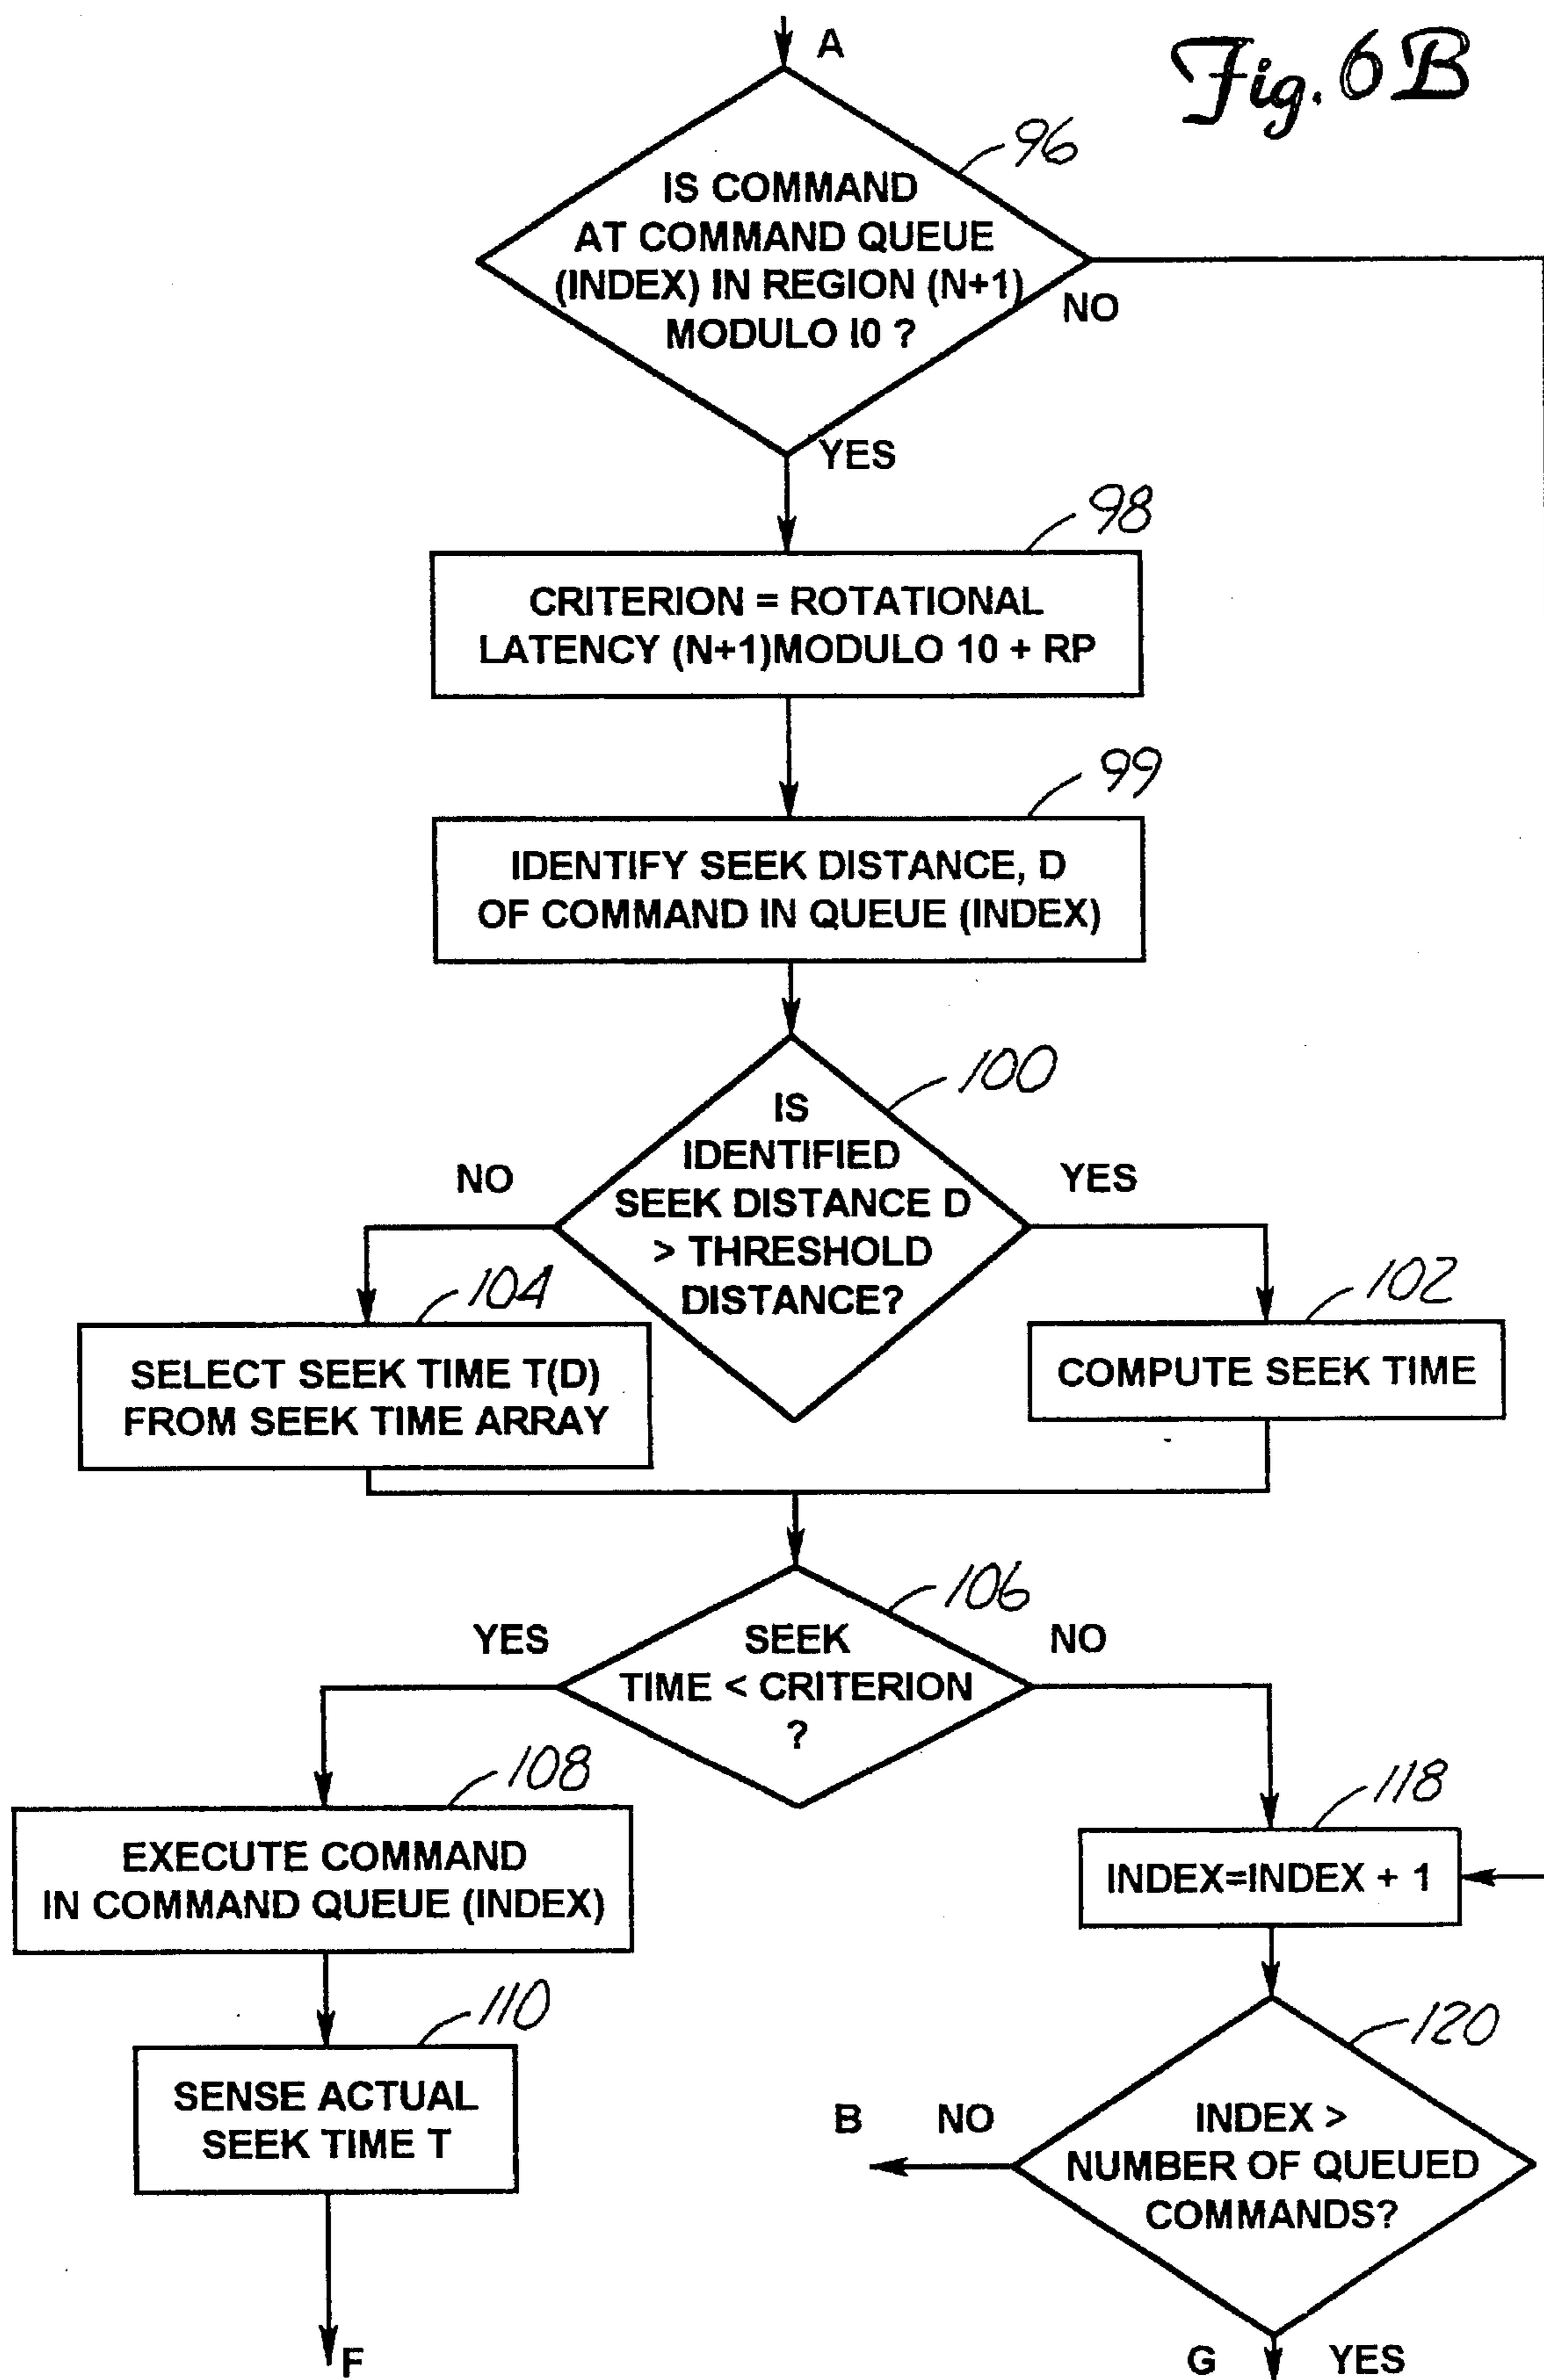 Fig. 6B
A
96
IS COMMAND
AT COMMAND QUEUE
(INDEX) IN REGION (N+1)
MODULO I0 ?
NO
YES
98
CRITERION = ROTATIONAL
LATENCY (N+1)MODULO 10 + RP
99
IDENTIFY SEEK DISTANCE, D
OF COMMAND IN QUEUE (INDEX)
100
IS
IDENTIFIED
SEEK DISTANCE D
> THRESHOLD
DISTANCE?
NO
YES
104
SELECT SEEK TIME T(D)
FROM SEEK TIME ARRAY
102
COMPUTE SEEK TIME
106
SEEK
TIME < CRITERION
?
YES
NO
108
EXECUTE COMMAND
IN COMMAND QUEUE (INDEX)
118
INDEX=INDEX + 1
110
SENSE ACTUAL
SEEK TIME T
120
INDEX >
NUMBER OF QUEUED
COMMANDS?
B NO
F
G YES